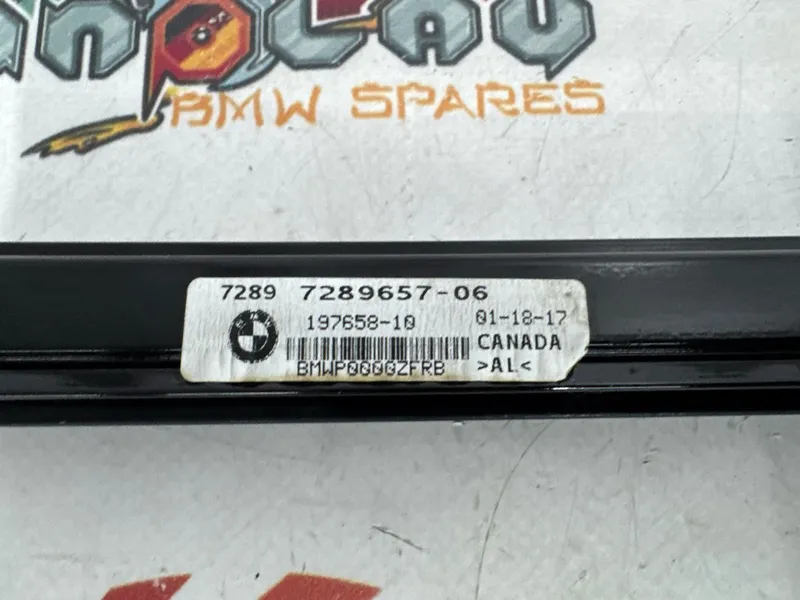 BMW SPARES
7289 7289657-06
197658-10 01-18-17
CANADA
BMWP0000ZFRB >AL<